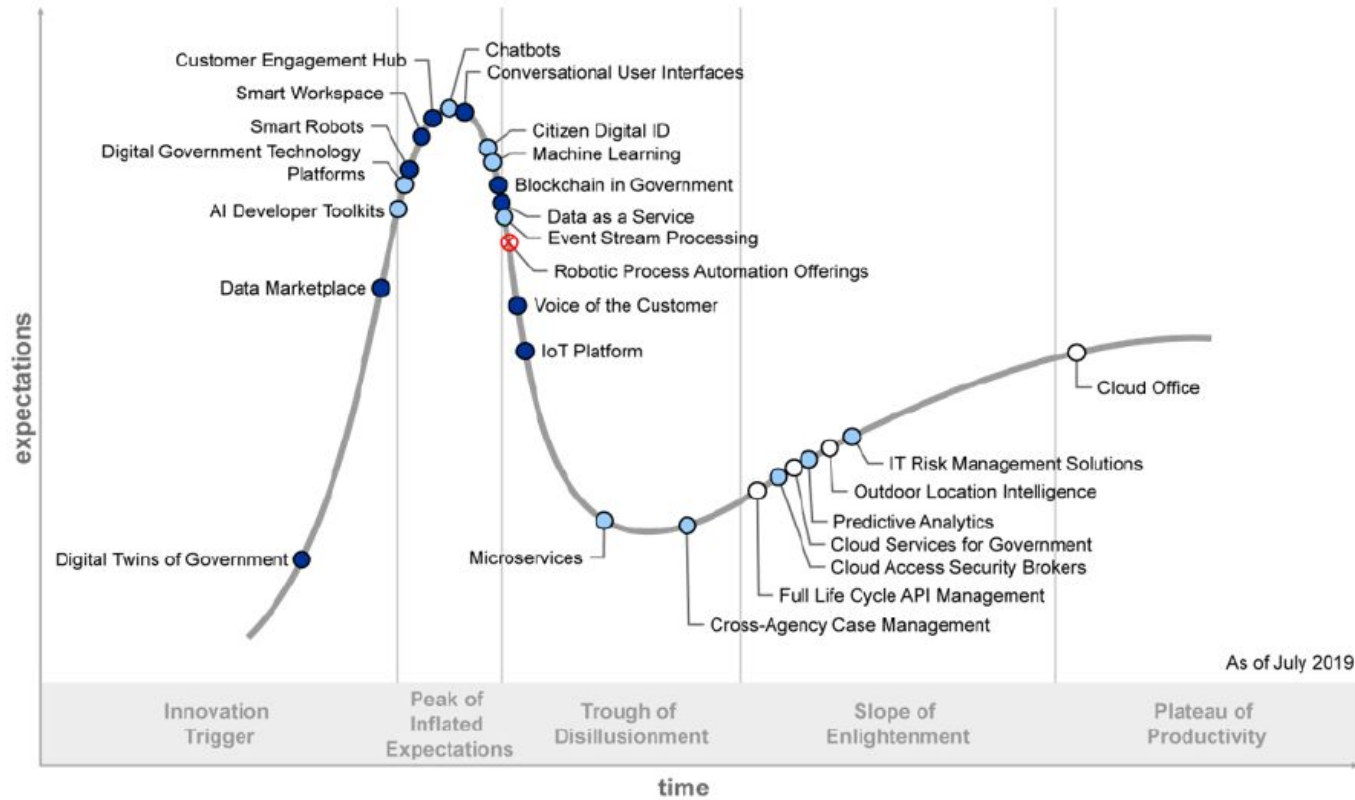 Chatbots
Customer Engagement Hub
Conversational User Interfaces
Smart Workspace
Smart Robots
Citizen Digital ID
Digital Government Technology
Platforms
Machine Learning
Blockchain in Government
AI Developer Toolkits
Data as a Service
Event Stream Processing
Robotic Process Automation Offerings
Data Marketplace
Voice of the Customer
IoT Platform
expectations
Cloud Office
IT Risk Management Solutions
Outdoor Location Intelligence
Predictive Analytics
Cloud Services for Government
Cloud Access Security Brokers
Microservices
Digital Twins of Government
Full Life Cycle API Management
Cross-Agency Case Management
As of July 2019
Innovation
Trigger
Peak of
Inflated
Expectations
Trough of
Disillusionment
Slope of
Enlightenment
Plateau of
Productivity
time